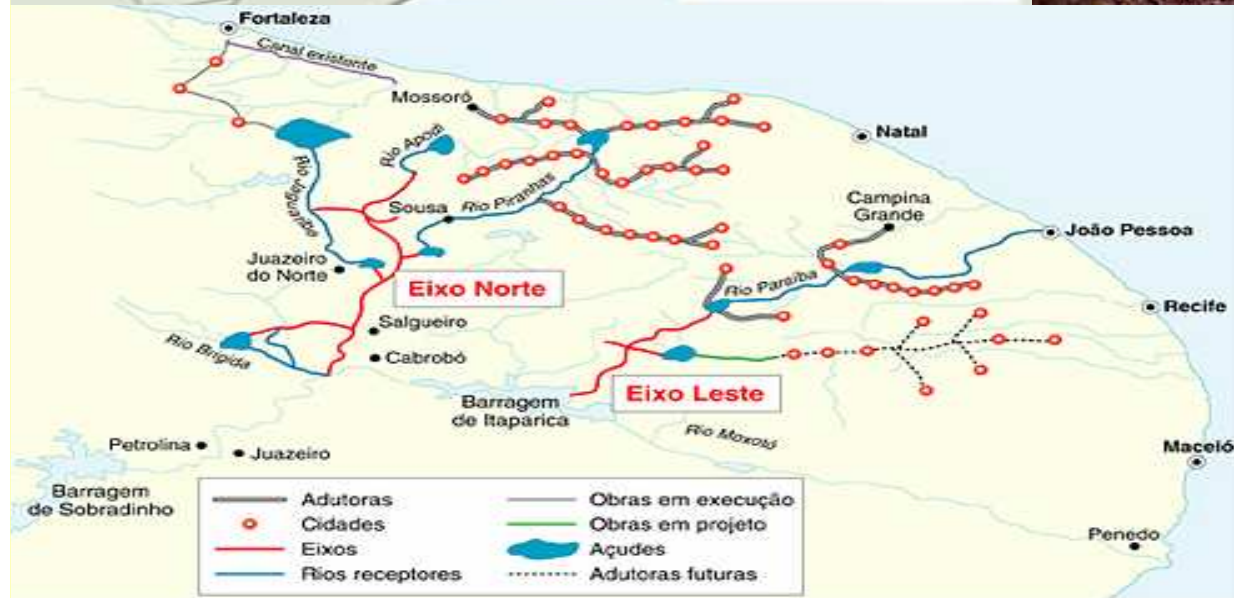 Fortaleza
Canal existente
Mossoró
Natal
Rio Apodi
Rio Jaguaribe
Sousa
Rio Piranhas
Campina
Grande
João Pessoa
Juazeiro
do Norte
Eixo Norte
Rio Paraíba
Recife
Salgueiro
Rio Brígida
Cabrobó
Eixo Leste
Barragem
de Itaparica
Rio Moxotó
Petrolina
Juazeiro
Maceió
Barragem
de Sobradinho
Penedo
Adutoras
Cidades
Eixos
Rios receptores
Obras em execução
Obras em projeto
Açudes
Adutoras futuras